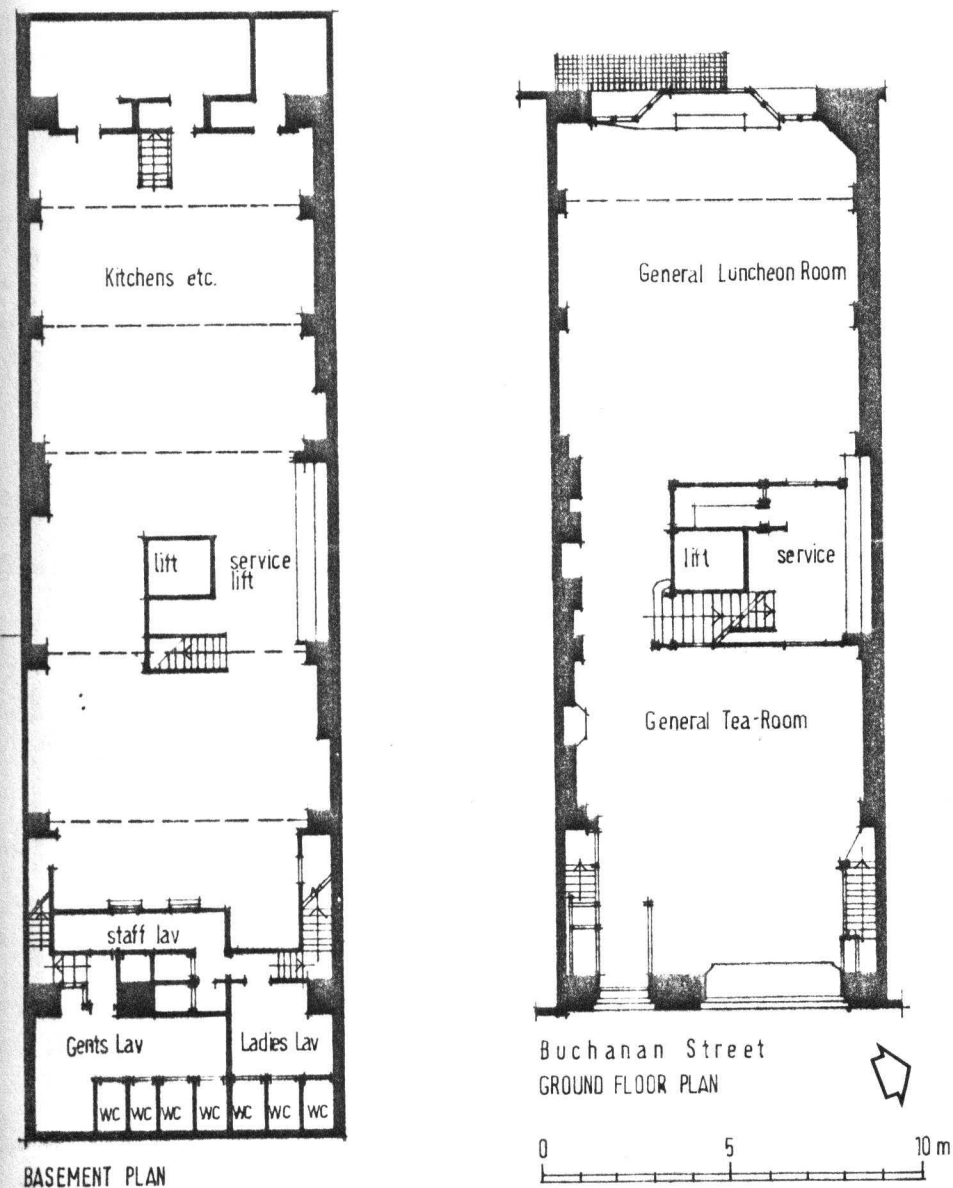 Kitchens etc.
lift
service
lift
staff lav
Gents Lav
Ladies Lav
WC WC WC WC WC WC WC
BASEMENT PLAN
General Luncheon Room
lift
service
General Tea-Room
Buchanan Street
GROUND FLOOR PLAN
0 5 10 m